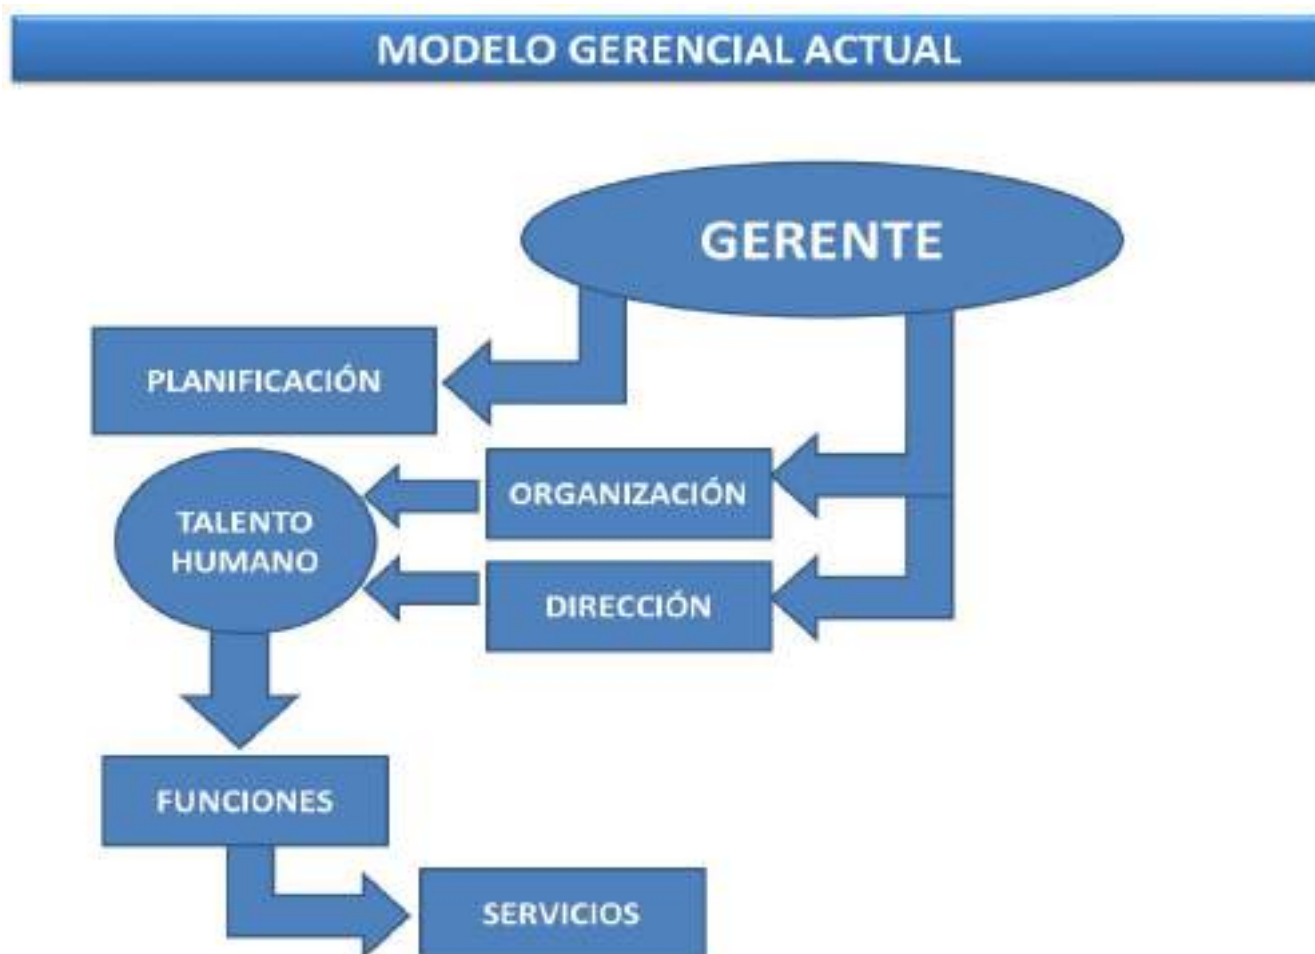 MODELO GERENCIAL ACTUAL
GERENTE
PLANIFICACIÓN
ORGANIZACIÓN
TALENTO
HUMANO
DIRECCIÓN
FUNCIONES
SERVICIOS